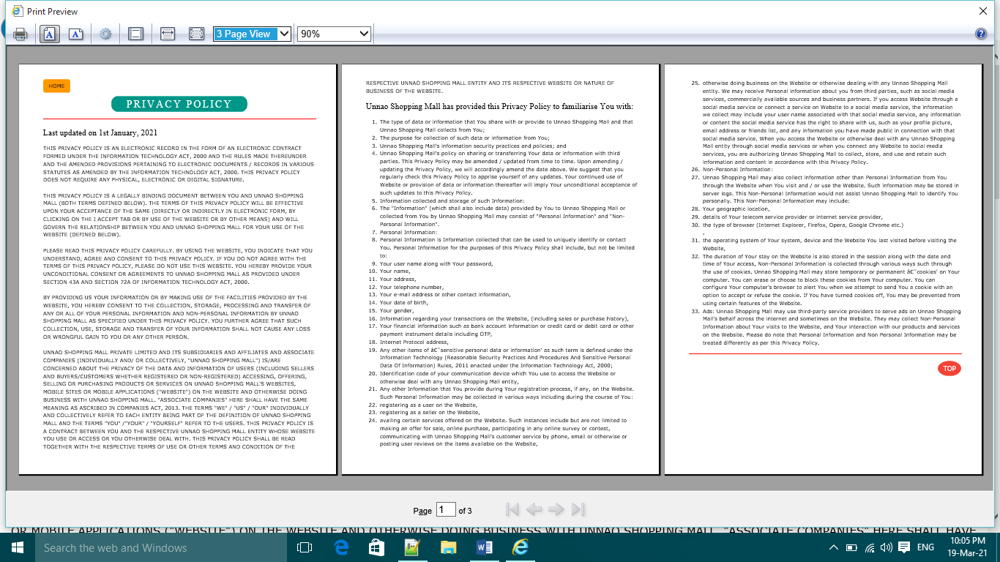 Print Preview
3 Page View
90%
HOME
PRIVACY POLICY
Last updated on 1st January, 2021
THIS PRIVACY POLICY IS AN ELECTRONIC RECORD IN THE FORM OF AN ELECTRONIC CONTRACT
FORMED UNDER THE INFORMATION TECHNOLOGY ACT, 2000 AND THE RULES MADE THEREUNDER
AND THE AMENDED PROVISIONS PERTAINING TO ELECTRONIC DOCUMENTS / RECORDS IN VARIOUS
STATUTES AS AMENDED BY THE INFORMATION TECHNOLOGY ACT, 2000. THIS PRIVACY POLICY
DOES NOT REQUIRE ANY PHYSICAL, ELECTRONIC OR DIGITAL SIGNATURE.
THIS PRIVACY POLICY IS A LEGALLY BINDING DOCUMENT BETWEEN YOU AND UNNAO SHOPPING
MALL (BOTH TERMS DEFINED BELOW). THE TERMS OF THIS PRIVACY POLICY WILL BE EFFECTIVE
UPON YOUR ACCEPTANCE OF THE SAME (DIRECTLY OR INDIRECTLY IN ELECTRONIC FORM, BY
CLICKING ON THE I ACCEPT TAB OR BY USE OF THE WEBSITE OR BY OTHER MEANS) AND WILL
GOVERN THE RELATIONSHIP BETWEEN YOU AND UNNAO SHOPPING MALL FOR YOUR USE OF THE
WEBSITE (DEFINED BELOW).
PLEASE READ THIS PRIVACY POLICY CAREFULLY. BY USING THE WEBSITE, YOU INDICATE THAT YOU
UNDERSTAND, AGREE AND CONSENT TO THIS PRIVACY POLICY. IF YOU DO NOT AGREE WITH THE
TERMS OF THIS PRIVACY POLICY, PLEASE DO NOT USE THIS WEBSITE. YOU HEREBY PROVIDE YOUR
UNCONDITIONAL CONSENT OR AGREEMENTS TO UNNAO SHOPPING MALL AS PROVIDED UNDER
SECTION 43A AND SECTION 72A OF INFORMATION TECHNOLOGY ACT, 2000.
BY PROVIDING US YOUR INFORMATION OR BY MAKING USE OF THE FACILITIES PROVIDED BY THE
WEBSITE, YOU HEREBY CONSENT TO THE COLLECTION, STORAGE, PROCESSING AND TRANSFER OF
ANY OR ALL OF YOUR PERSONAL INFORMATION AND NON-PERSONAL INFORMATION BY UNNAO
SHOPPING MALL AS SPECIFIED UNDER THIS PRIVACY POLICY. YOU FURTHER AGREE THAT SUCH
COLLECTION, USE, STORAGE AND TRANSFER OF YOUR INFORMATION SHALL NOT CAUSE ANY LOSS
OR WRONGFUL GAIN TO YOU OR ANY OTHER PERSON.
UNNAO SHOPPING MALL PRIVATE LIMITED AND ITS SUBSIDIARIES AND AFFILIATES AND ASSOCIATE
COMPANIES (INDIVIDUALLY AND/ OR COLLECTIVELY, "UNNAO SHOPPING MALL") IS/ARE
CONCERNED ABOUT THE PRIVACY OF THE DATA AND INFORMATION OF USERS (INCLUDING SELLERS
AND BUYERS/CUSTOMERS WHETHER REGISTERED OR NON-REGISTERED) ACCESSING, OFFERING,
SELLING OR PURCHASING PRODUCTS OR SERVICES ON UNNAO SHOPPING MALL'S WEBSITES,
MOBILE SITES OR MOBILE APPLICATIONS ("WEBSITE") ON THE WEBSITE AND OTHERWISE DOING
BUSINESS WITH UNNAO SHOPPING MALL. "ASSOCIATE COMPANIES" HERE SHALL HAVE THE SAME
MEANING AS ASCRIBED IN COMPANIES ACT, 2013. THE TERMS "WE" / "US" / "OUR" INDIVIDUALLY
AND COLLECTIVELY REFER TO EACH ENTITY BEING PART OF THE DEFINITION OF UNNAO SHOPPING
MALL AND THE TERMS "YOU" /"YOUR" / "YOURSELF" REFER TO THE USERS. THIS PRIVACY POLICY IS
A CONTRACT BETWEEN YOU AND THE RESPECTIVE UNNAO SHOPPING MALL ENTITY WHOSE WEBSITE
YOU USE OR ACCESS OR YOU OTHERWISE DEAL WITH. THIS PRIVACY POLICY SHALL BE READ
TOGETHER WITH THE RESPECTIVE TERMS OF USE OR OTHER TERMS AND CONDITION OF THE
RESPECTIVE UNNAO SHOPPING MALL ENTITY AND ITS RESPECTIVE WEBSITE OR NATURE OF
BUSINESS OF THE WEBSITE.
Unnao Shopping Mall has provided this Privacy Policy to familiarise You with:
1. The type of data or information that You share with or provide to Unnao Shopping Mall and that
Unnao Shopping Mall collects from You;
2. The purpose for collection of such data or information from You;
3. Unnao Shopping Mall's information security practices and policies; and
4. Unnao Shopping Mall's policy on sharing or transferring Your data or information with third
parties. This Privacy Policy may be amended / updated from time to time. Upon amending /
updating the Privacy Policy, we will accordingly amend the date above. We suggest that you
regularly check this Privacy Policy to apprise yourself of any updates. Your continued use of
Website or provision of data or information thereafter will imply Your unconditional acceptance of
such updates to this Privacy Policy.
5. Information collected and storage of such Information:
6. The "Information" (which shall also include data) provided by You to Unnao Shopping Mall or
collected from You by Unnao Shopping Mall may consist of "Personal Information" and "Non-
Personal Information".
7. Personal Information:
8. Personal Information is Information collected that can be used to uniquely identify or contact
You. Personal Information for the purposes of this Privacy Policy shall include, but not be limited
to:
9. Your user name along with Your password,
10. Your name,
11. Your address,
12. Your telephone number,
13. Your e-mail address or other contact information,
14. Your date of birth,
15. Your gender,
16. Information regarding your transactions on the Website, (including sales or purchase history),
17. Your financial information such as bank account information or credit card or debit card or other
payment instrument details including OTP,
18. Internet Protocol address,
19. Any other items of â€˜sensitive personal data or information' as such term is defined under the
Information Technology (Reasonable Security Practices And Procedures And Sensitive Personal
Data Of Information) Rules, 2011 enacted under the Information Technology Act, 2000;
20. Identification code of your communication device which You use to access the Website or
otherwise deal with any Unnao Shopping Mall entity,
21. Any other Information that You provide during Your registration process, if any, on the Website.
Such Personal Information may be collected in various ways including during the course of You:
22. registering as a user on the Website,
23. registering as a seller on the Website,
24. availing certain services offered on the Website. Such instances include but are not limited to
making an offer for sale, online purchase, participating in any online survey or contest,
communicating with Unnao Shopping Mall's customer service by phone, email or otherwise or
posting user reviews on the items available on the Website,
25. otherwise doing business on the Website or otherwise dealing with any Unnao Shopping Mall
entity. We may receive Personal information about you from third parties, such as social media
services, commercially available sources and business partners. If you access Website through a
social media service or connect a service on Website to a social media service, the information
we collect may include your user name associated with that social media service, any information
or content the social media service has the right to share with us, such as your profile picture,
email address or friends list, and any information you have made public in connection with that
social media service. When you access the Website or otherwise deal with any Unnao Shopping
Mall entity through social media services or when you connect any Website to social media
services, you are authorizing Unnao Shopping Mall to collect, store, and use and retain such
information and content in accordance with this Privacy Policy.
26. Non-Personal Information:
27. Unnao Shopping Mall may also collect information other than Personal Information from You
through the Website when You visit and / or use the Website. Such information may be stored in
server logs. This Non-Personal Information would not assist Unnao Shopping Mall to identify You
personally. This Non-Personal Information may include:
28. Your geographic location,
29. details of Your telecom service provider or internet service provider,
30. the type of browser (Internet Explorer, Firefox, Opera, Google Chrome etc.)
,
31. the operating system of Your system, device and the Website You last visited before visiting the
Website,
32. The duration of Your stay on the Website is also stored in the session along with the date and
time of Your access, Non-Personal Information is collected through various ways such through
the use of cookies. Unnao Shopping Mall may store temporary or permanent â€˜cookies' on Your
computer. You can erase or choose to block these cookies from Your computer. You can
configure Your computer's browser to alert You when we attempt to send You a cookie with an
option to accept or refuse the cookie. If You have turned cookies off, You may be prevented from
using certain features of the Website.
33. Ads: Unnao Shopping Mall may use third-party service providers to serve ads on Unnao Shopping
Mall's behalf across the internet and sometimes on the Website. They may collect Non-Personal
Information about Your visits to the Website, and Your interaction with our products and services
on the Website. Please do note that Personal Information and Non Personal Information may be
treated differently as per this Privacy Policy.
TOP
Page 1 of 3
OR MOBILE APPLICATIONS ("WEBSITE") ON THE WEBSITE AND OTHERWISE DOING BUSINESS WITH UNNAO SHOPPING MALL. "ASSOCIATE COMPANIES" HERE SHALL HAVE
Search the web and Windows
ENG
10:05 PM
19-Mar-21